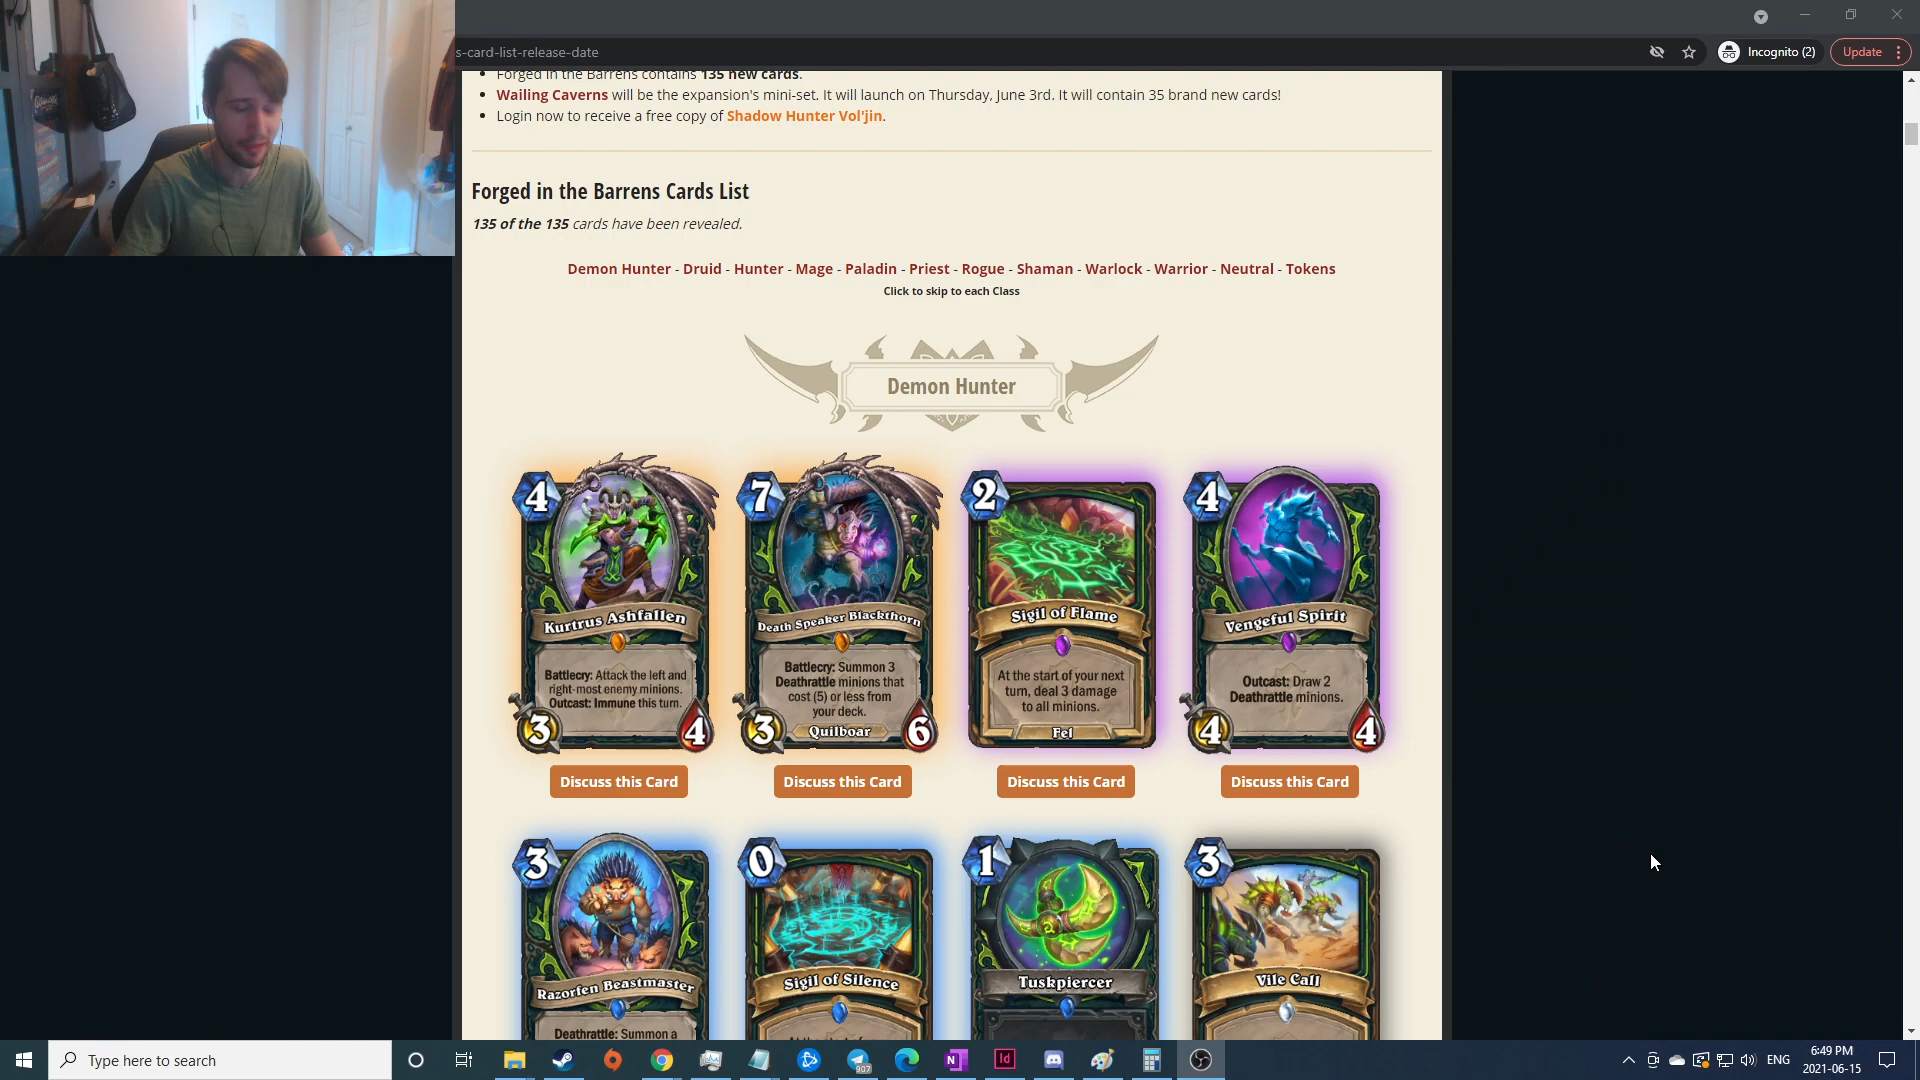 s-card-list-release-date
Incognito (2)
Update
Forged in the Barrens contains 135 new cards.
Wailing Caverns will be the expansion's mini-set. It will launch on Thursday, June 3rd. It will contain 35 brand new cards!
Login now to receive a free copy of Shadow Hunter Vol'jin.
Forged in the Barrens Cards List
135 of the 135 cards have been revealed.
Demon Hunter - Druid - Hunter - Mage - Paladin - Priest - Rogue - Shaman - Warlock - Warrior - Neutral - Tokens
Click to skip to each Class
Demon Hunter
4
Kurtrus Ashfallen
Battlecry: Attack the left and
right-most enemy minions.
Outcast: Immune this turn.
3
4
7
Death Speaker Blackthorn
Battlecry: Summon 3
Deathrattle minions that
cost (5) or less from
your deck.
3
Quilboar
6
2
Sigil of Flame
At the start of your next
turn, deal 3 damage
to all minions.
Fel
4
Vengeful Spirit
Outcast: Draw 2
Deathrattle minions.
4
4
Discuss this Card
Discuss this Card
Discuss this Card
Discuss this Card
3
Razorfen Beastmaster
Deathrattle: Summon a
0
Sigil of Silence
1
Tuskpiercer
3
Vile Call
Type here to search
907
N
Id
ENG
6:49 PM
2021-06-15